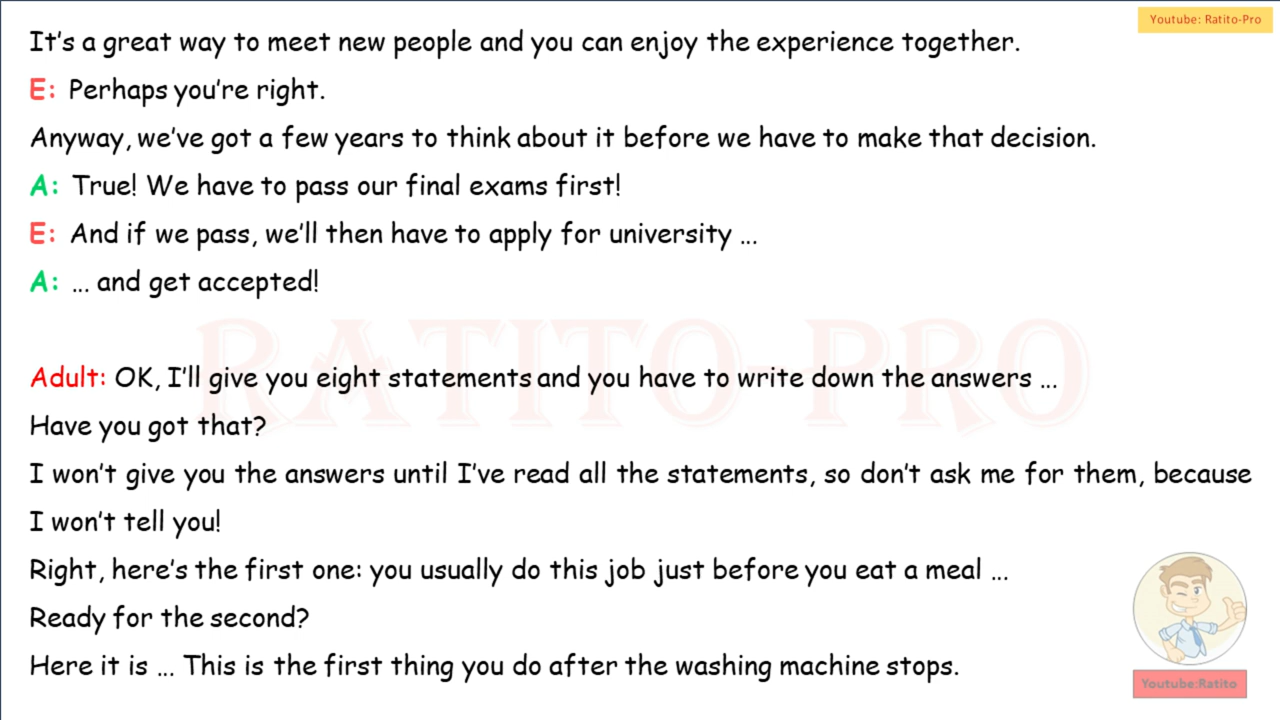 Youtube: Ratito-Pro
It's a great way to meet new people and you can enjoy the experience together.
E: Perhaps you're right.
Anyway, we've got a few years to think about it before we have to make that decision.
A: True! We have to pass our final exams first!
E: And if we pass, we'll then have to apply for university ...
A: ... and get accepted!
RATITO-PRO
Adult: OK, I'll give you eight statements and you have to write down the answers ...
Have you got that?
I won't give you the answers until I've read all the statements, so don't ask me for them, because
I won't tell you!
Right, here's the first one: you usually do this job just before you eat a meal ...
Ready for the second?
Here it is ... This is the first thing you do after the washing machine stops.
Youtube:Ratito